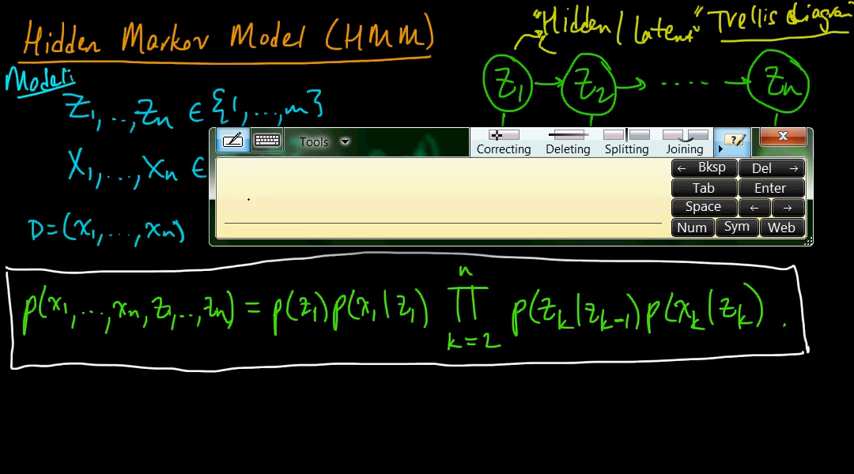 Hidden Markov Model (HMM)
"Hidden/latent" "Trellis diagram"
Model:
Z1,..,Zn ∈ {1,...,m}
Z1 → Z2 → ..... → Zn
X1,...,Xn ∈
D=(x1,...,xn)
Tools
Correcting Deleting Splitting Joining
Bksp Del
Tab Enter
Space
Num Sym Web
p(x1,...,xn,z1,..,zn) = p(z1)p(x1|z1) ∏ n k=2 p(zk|zk-1)p(xk|zk).